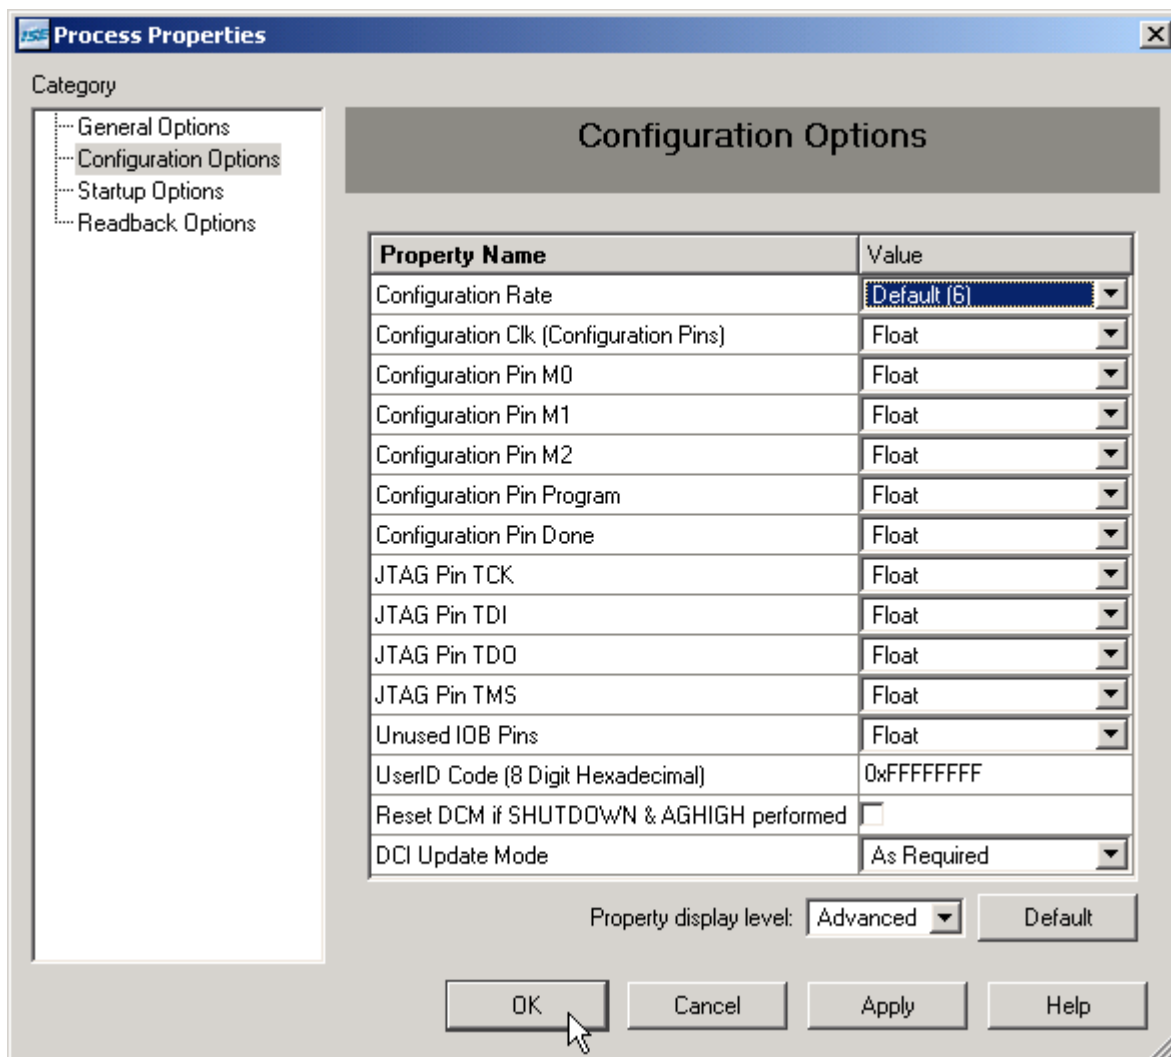 ISE Process Properties
Category
General Options
Configuration Options
Startup Options
Readback Options
Configuration Options
Property Name Value
Configuration Rate Default (6)
Configuration Clk (Configuration Pins) Float
Configuration Pin M0 Float
Configuration Pin M1 Float
Configuration Pin M2 Float
Configuration Pin Program Float
Configuration Pin Done Float
JTAG Pin TCK Float
JTAG Pin TDI Float
JTAG Pin TDO Float
JTAG Pin TMS Float
Unused IOB Pins Float
UserID Code (8 Digit Hexadecimal) 0xFFFFFFFF
Reset DCM if SHUTDOWN & AGHIGH performed
DCI Update Mode As Required
Property display level: Advanced Default
OK Cancel Apply Help